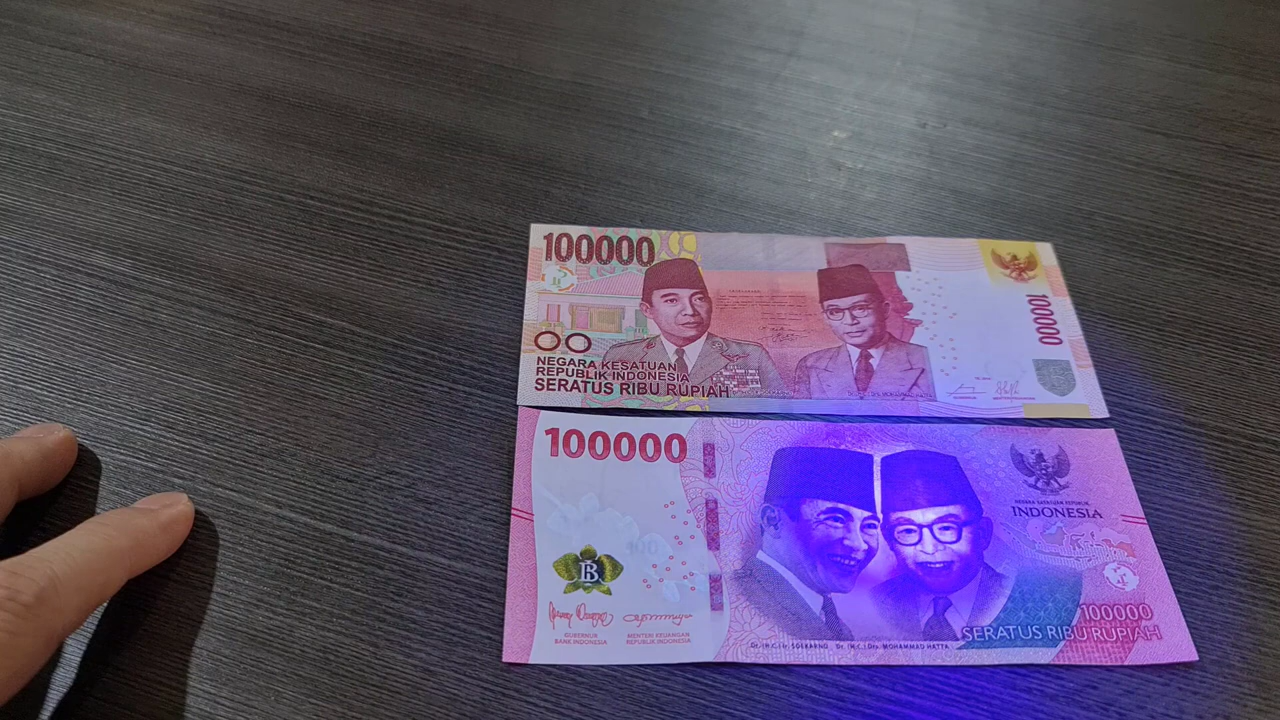 100000
100000
NEGARA KESATUAN
REPUBLIK INDONESIA
SERATUS RIBU RUPIAH
100000
100
NEGARA KESATUAN REPUBLIK
INDONESIA
GUBERNUR
BANK INDONESIA
MENTERI KEUANGAN
REPUBLIK INDONESIA
100000
SERATUS RIBU RUPIAH
Dr. (H.C.) Ir. SOEKARNO Dr. (H.C.) Drs. MOHAMMAD HATTA